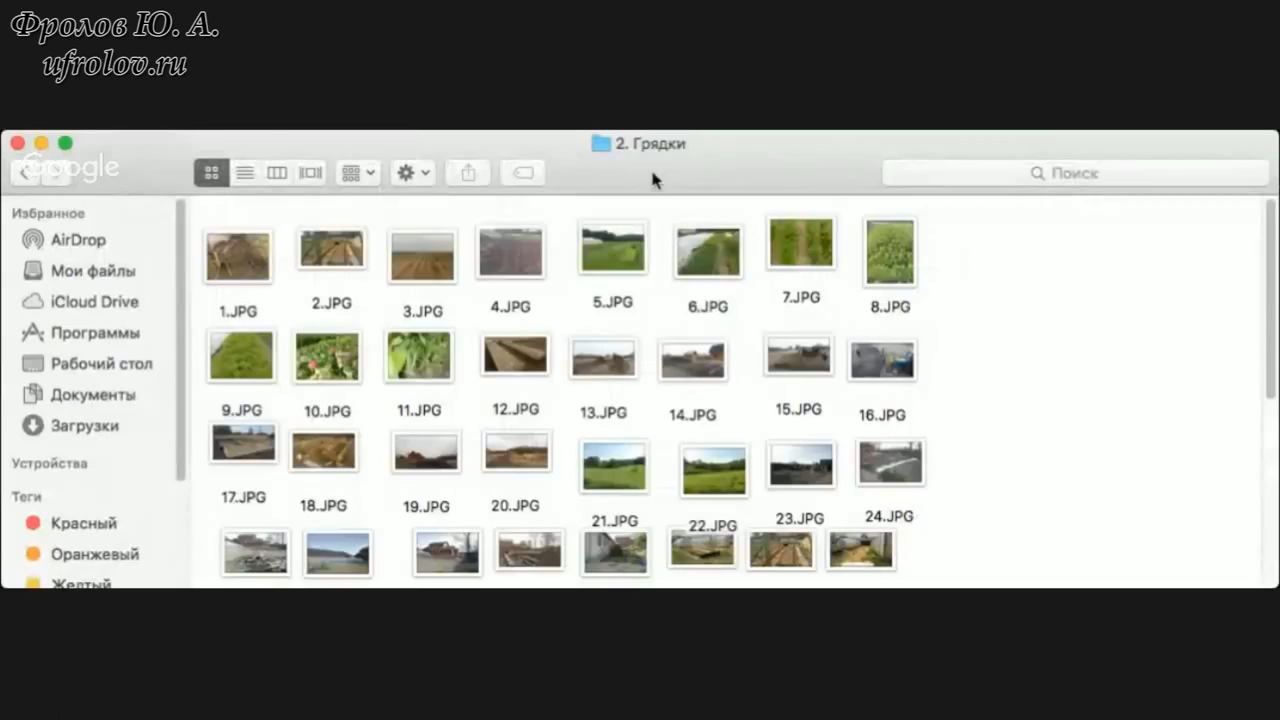 Фролов Ю. А.
ufrolov.ru
2. Грядки
Google
Поиск
Избранное
AirDrop
Мои файлы
iCloud Drive
Программы
Рабочий стол
Документы
Загрузки
Устройства
Теги
Красный
Оранжевый
Желтый
1.JPG 2.JPG 3.JPG 4.JPG 5.JPG 6.JPG 7.JPG 8.JPG
9.JPG 10.JPG 11.JPG 12.JPG 13.JPG 14.JPG 15.JPG 16.JPG
17.JPG 18.JPG 19.JPG 20.JPG 21.JPG 22.JPG 23.JPG 24.JPG